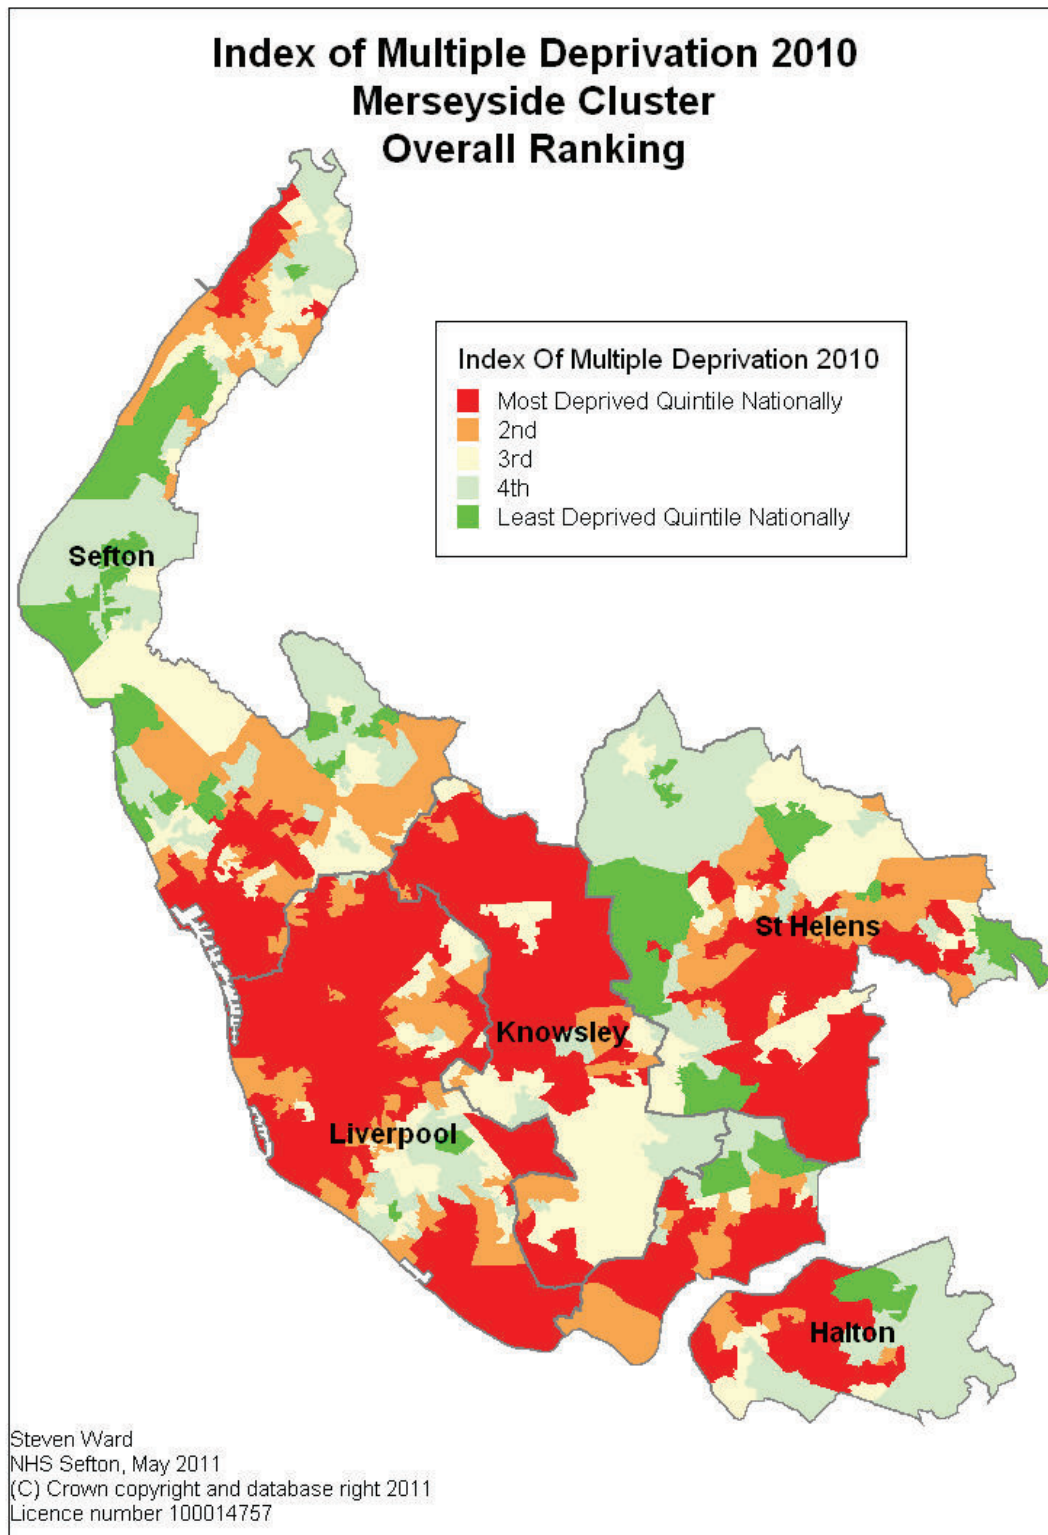 Index of Multiple Deprivation 2010
Merseyside Cluster
Overall Ranking
Index Of Multiple Deprivation 2010
Most Deprived Quintile Nationally
2nd
3rd
4th
Least Deprived Quintile Nationally
Sefton
St Helens
Knowsley
Liverpool
Halton
Steven Ward
NHS Sefton, May 2011
(C) Crown copyright and database right 2011
Licence number 100014757